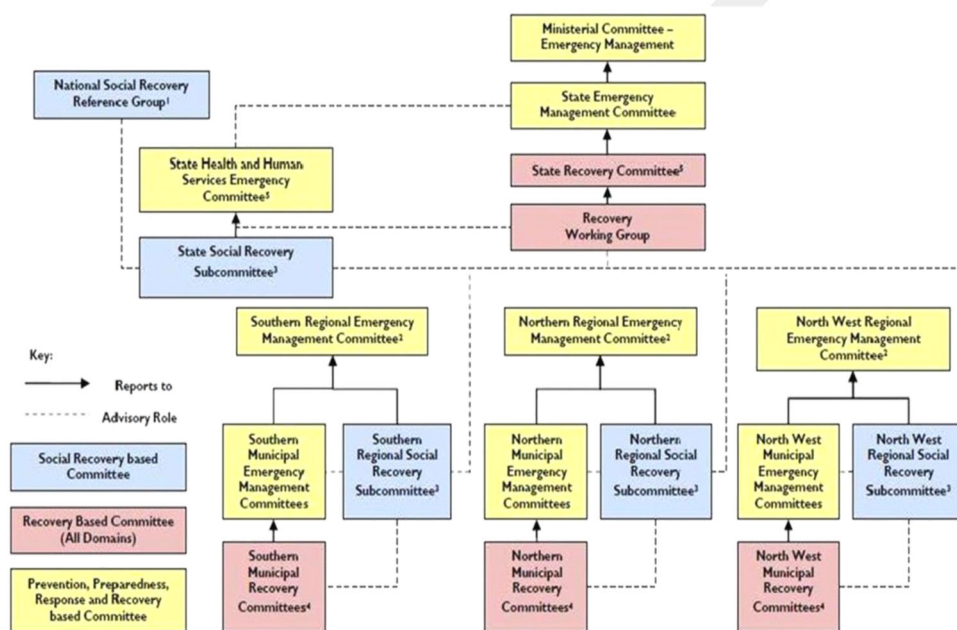 Ministerial Committee –
Emergency Management
National Social Recovery
Reference Group¹
State Emergency
Management Committee
State Health and Human
Services Emergency
Committee⁵
State Recovery Committee⁵
Recovery
Working Group
State Social Recovery
Subcommittee³
Southern Regional Emergency
Management Committee²
Northern Regional Emergency
Management Committee²
North West Regional
Emergency Management
Committee²
Key:
Reports to
Advisory Role
Social Recovery based
Committee
Recovery Based Committee
(All Domains)
Prevention, Preparedness,
Response and Recovery
based Committee
Southern
Municipal
Emergency
Management
Committees
Southern
Regional Social
Recovery
Subcommittee³
Northern
Municipal
Emergency
Management
Committees
Northern
Regional Social
Recovery
Subcommittee³
North West
Municipal
Emergency
Management
Committees
North West
Regional Social
Recovery
Subcommittee³
Southern
Municipal
Recovery
Committees⁴
Northern
Municipal
Recovery
Committees⁴
North West
Municipal
Recovery
Committees⁴